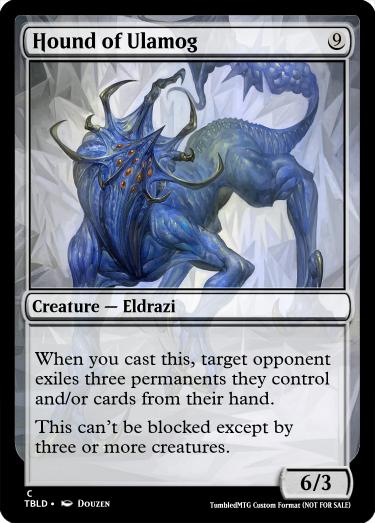 Hound of Ulamog 9
Creature — Eldrazi
When you cast this, target opponent
exiles three permanents they control
and/or cards from their hand.
This can't be blocked except by
three or more creatures.
6/3
C
TBLD • Douzen
TumbledMTG Custom Format (NOT FOR SALE)